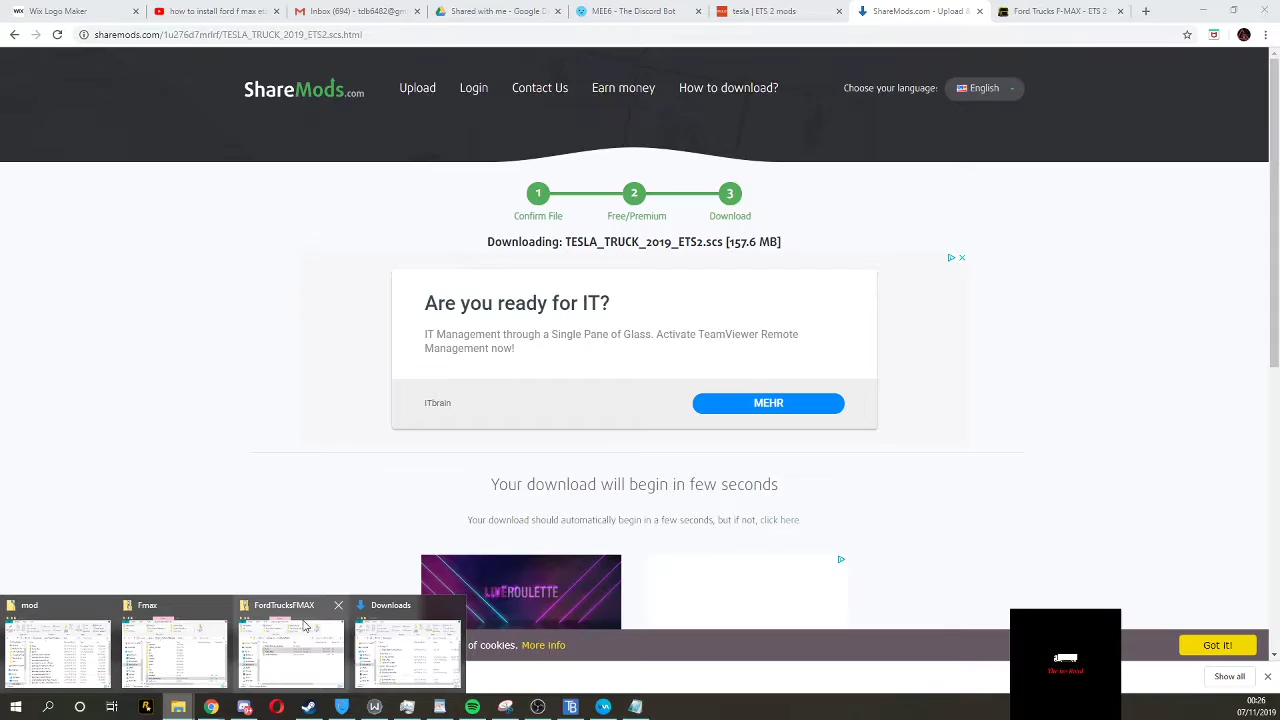 Wix Logo Maker
how to install ford f max et
Inbox (694) - tdb6482@gm
Shared with me - Google D
MEE6 - The Discord Bot
tesla | ETS 2 mods
ShareMods.com - Upload &
Ford Trucks F-MAX - ETS 2
sharemods.com/1u276d7mrlrf/TESLA_TRUCK_2019_ETS2.scs.html
ShareMods.com
Upload
Login
Contact Us
Earn money
How to download?
Choose your language:
English
1
2
3
Confirm File
Free/Premium
Download
Downloading: TESLA_TRUCK_2019_ETS2.scs [157.6 MB]
Are you ready for IT?
IT Management through a Single Pane of Glass. Activate TeamViewer Remote
Management now!
ITbrain
MEHR
Your download will begin in few seconds
Your download should automatically begin in a few seconds, but if not, click here.
mod
Fmax
FordTrucksFMAX
Downloads
More info
Got it!
Show all
00:26
07/11/2019